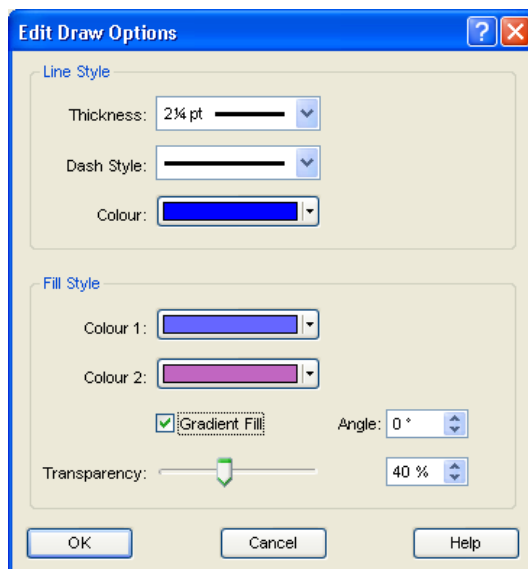 Edit Draw Options
Line Style
Thickness: 2¼ pt
Dash Style:
Colour:
Fill Style
Colour 1:
Colour 2:
Gradient Fill Angle: 0 °
Transparency: 40 %
OK Cancel Help